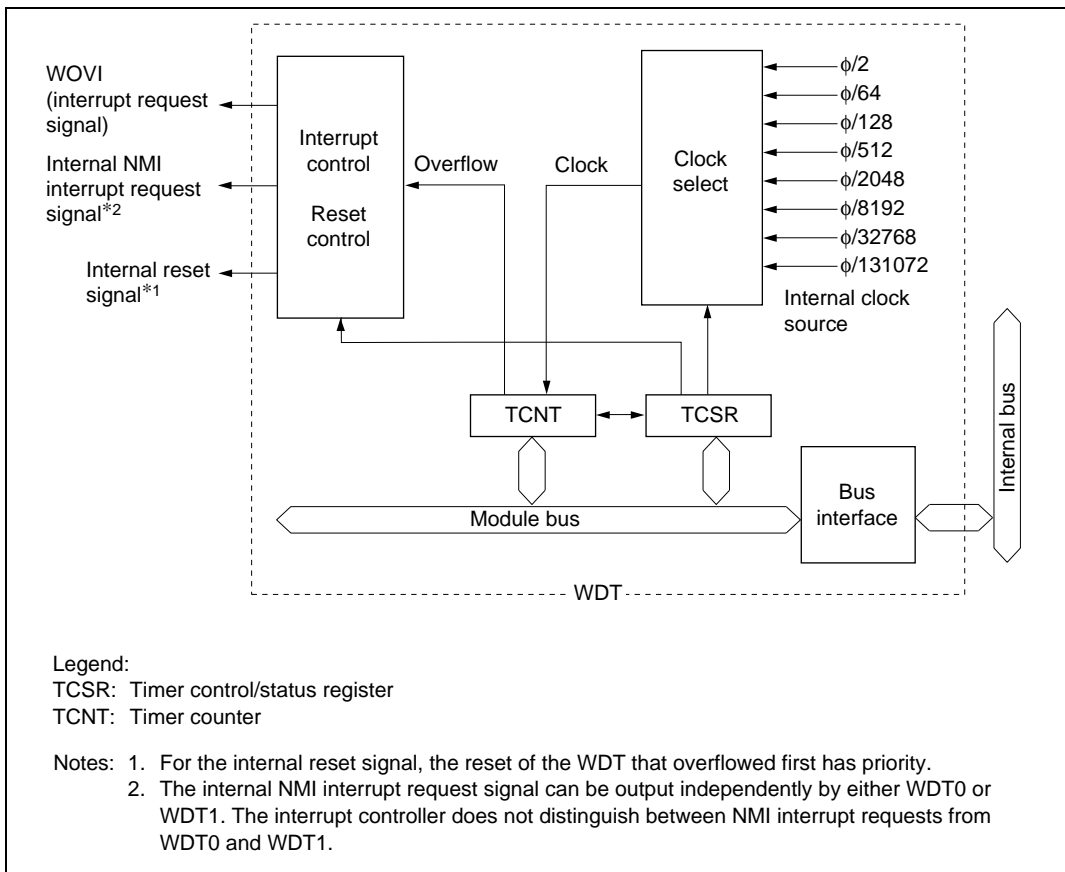 WOVI
(interrupt request
signal)
Internal NMI
interrupt request
signal*2
Internal reset
signal*1
Interrupt
control
Reset
control
Overflow
Clock
Clock
select
ϕ/2
ϕ/64
ϕ/128
ϕ/512
ϕ/2048
ϕ/8192
ϕ/32768
ϕ/131072
Internal clock
source
TCNT
TCSR
Module bus
Bus
interface
Internal bus
WDT
Legend:
TCSR: Timer control/status register
TCNT: Timer counter
Notes: 1. For the internal reset signal, the reset of the WDT that overflowed first has priority.
2. The internal NMI interrupt request signal can be output independently by either WDT0 or
WDT1. The interrupt controller does not distinguish between NMI interrupt requests from
WDT0 and WDT1.